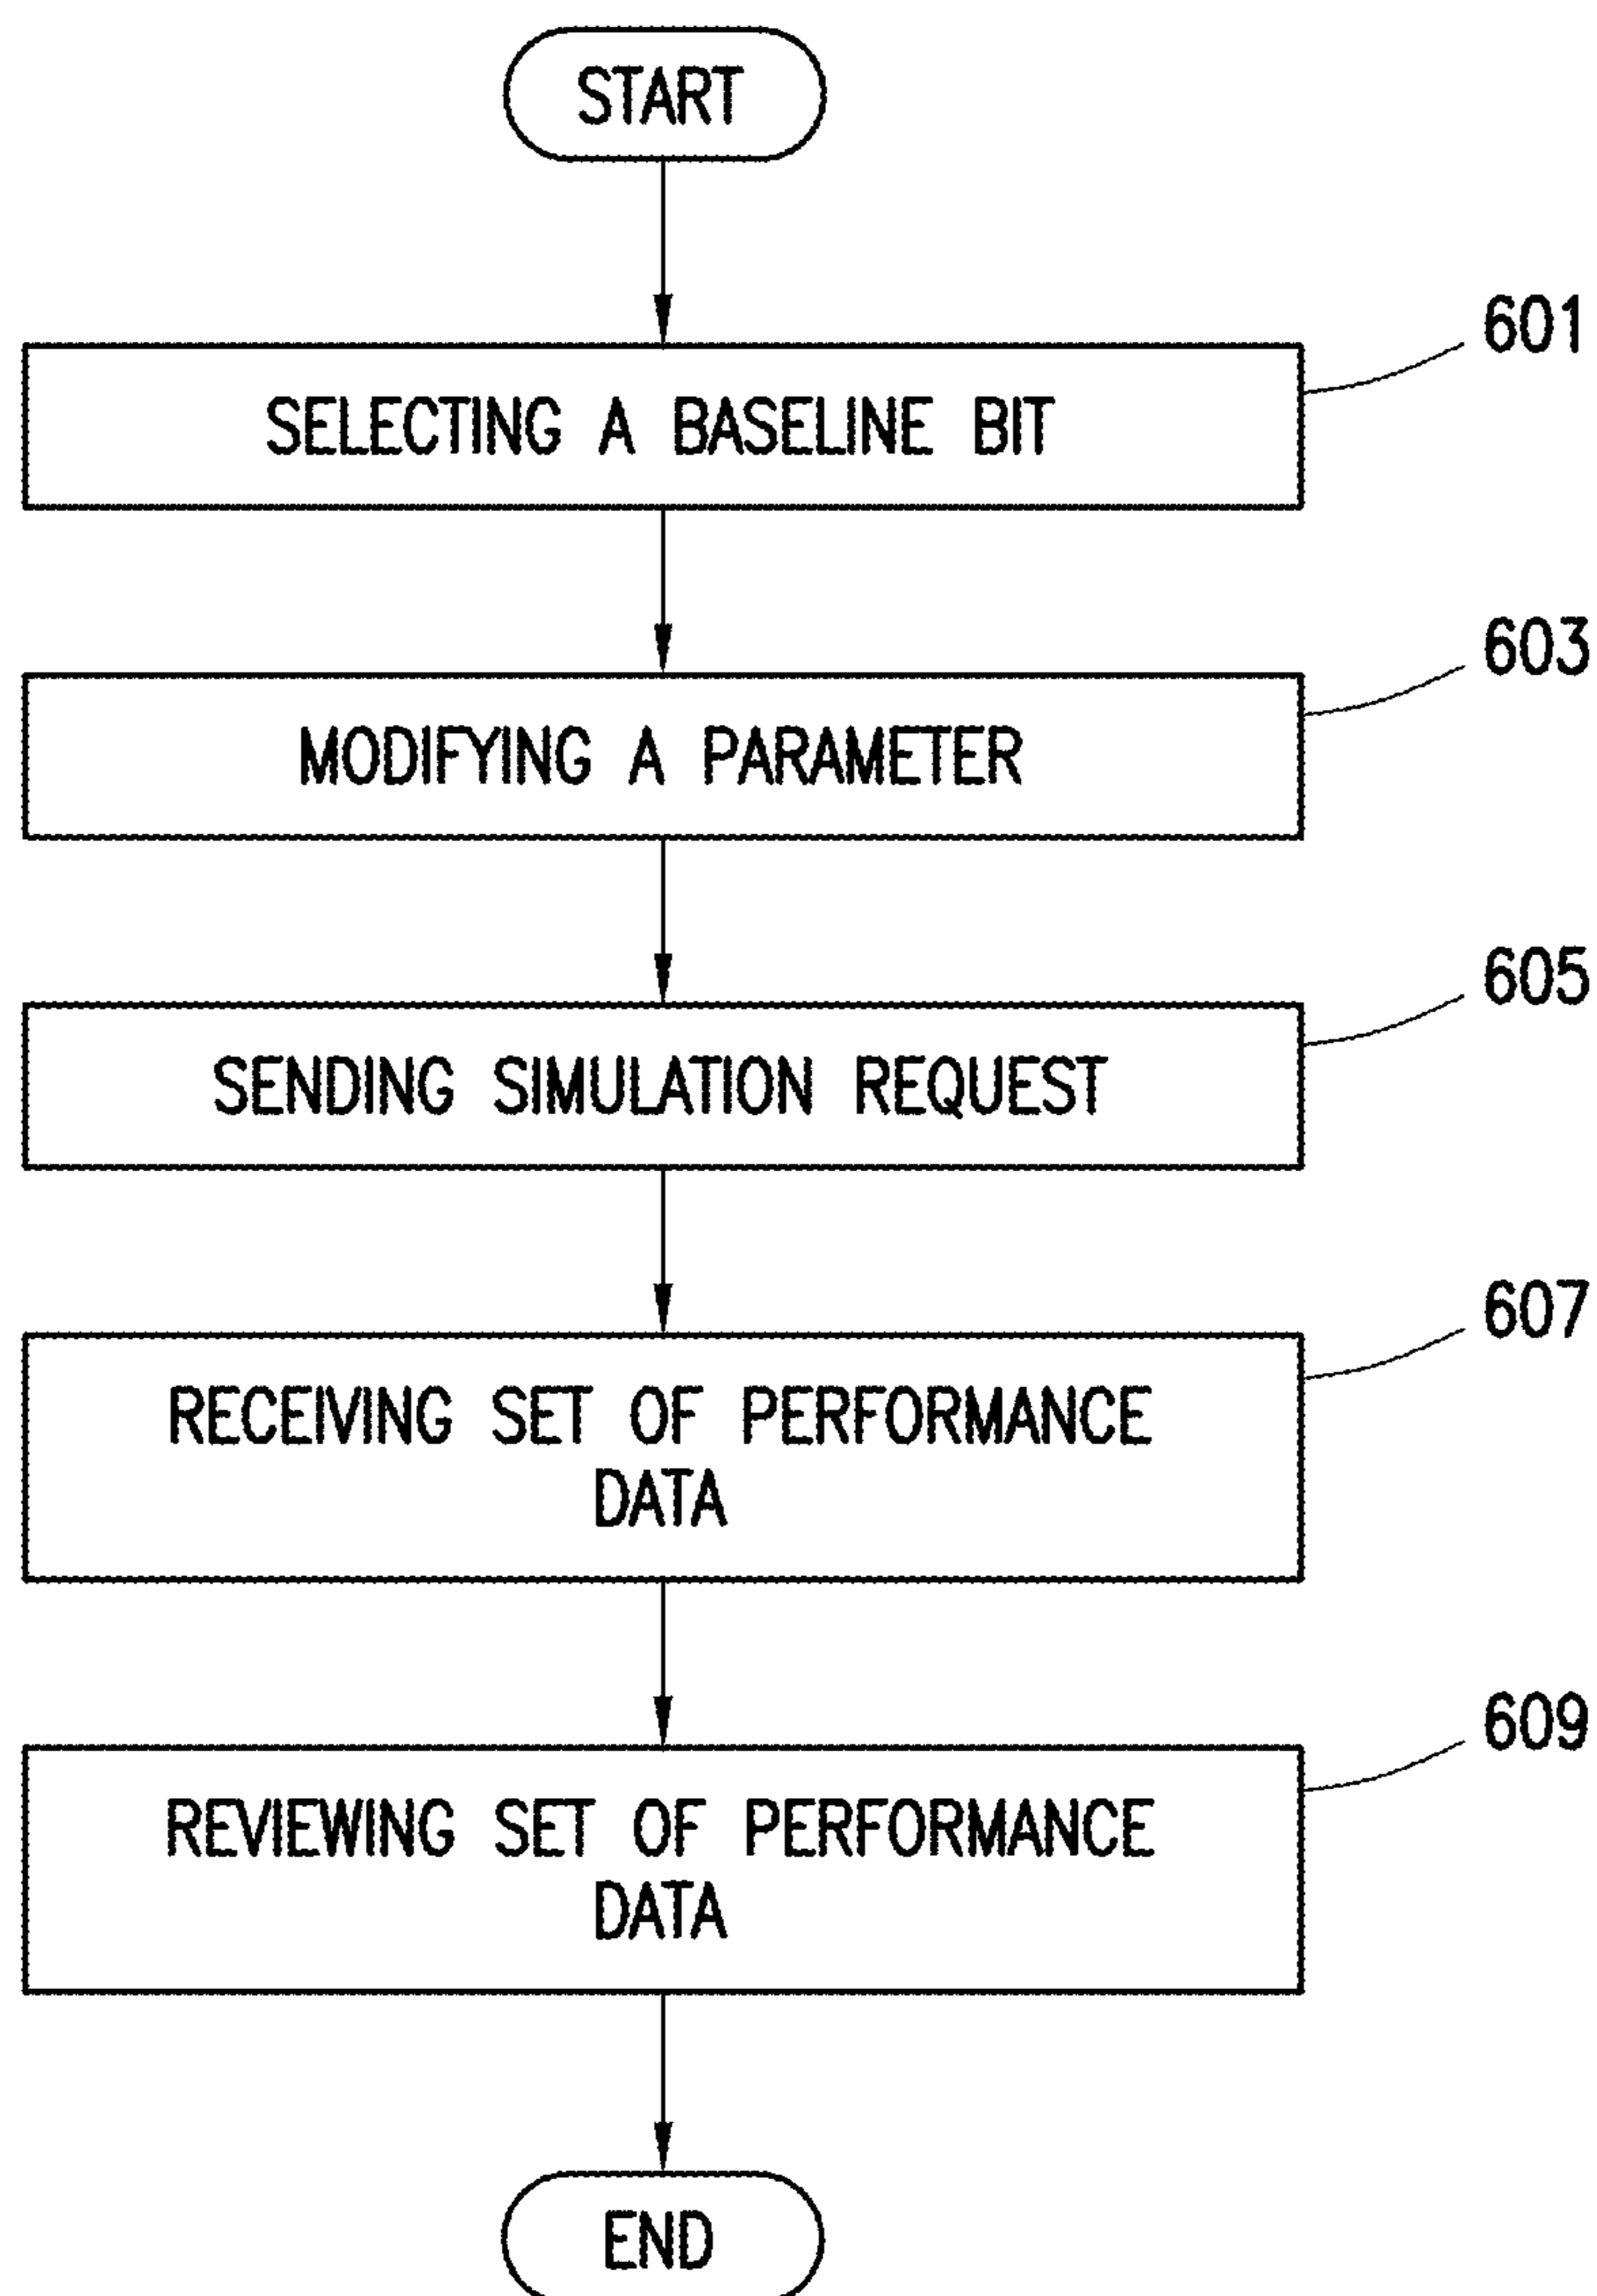 START
601
SELECTING A BASELINE BIT
603
MODIFYING A PARAMETER
605
SENDING SIMULATION REQUEST
607
RECEIVING SET OF PERFORMANCE
DATA
609
REVIEWING SET OF PERFORMANCE
DATA
END